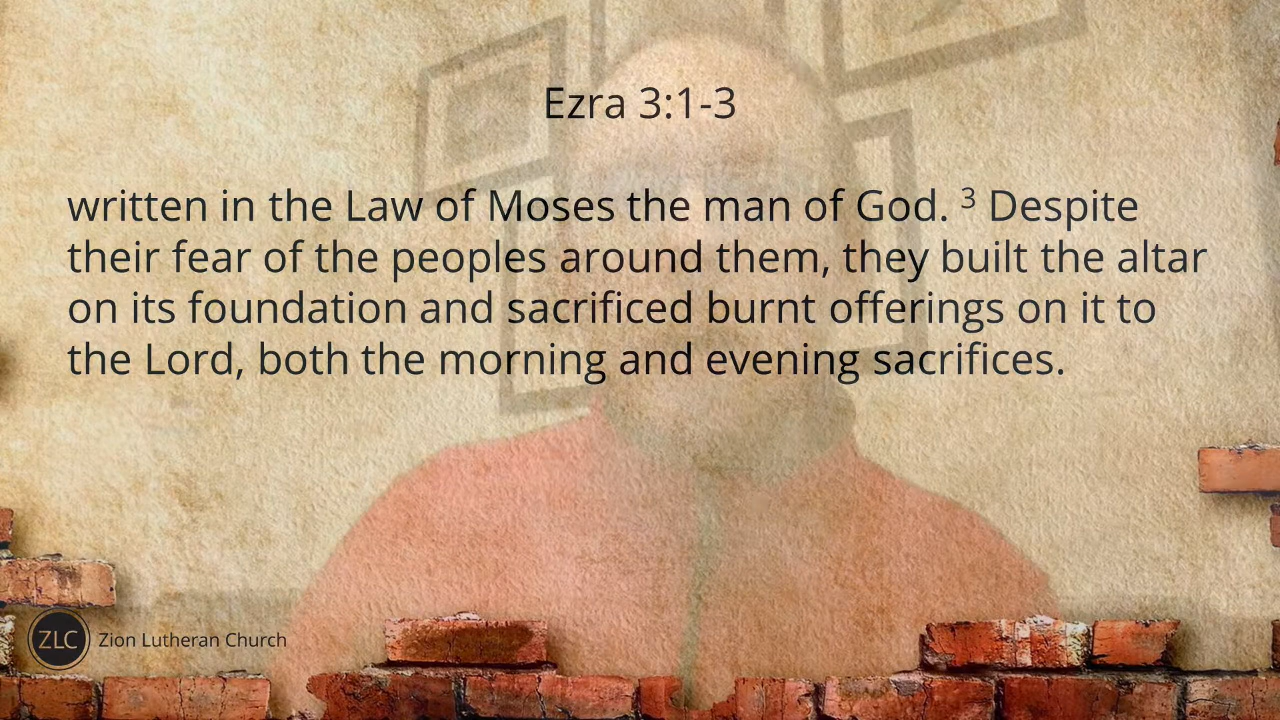 Ezra 3:1-3
written in the Law of Moses the man of God. ³ Despite
their fear of the peoples around them, they built the altar
on its foundation and sacrificed burnt offerings on it to
the Lord, both the morning and evening sacrifices.
ZLC Zion Lutheran Church